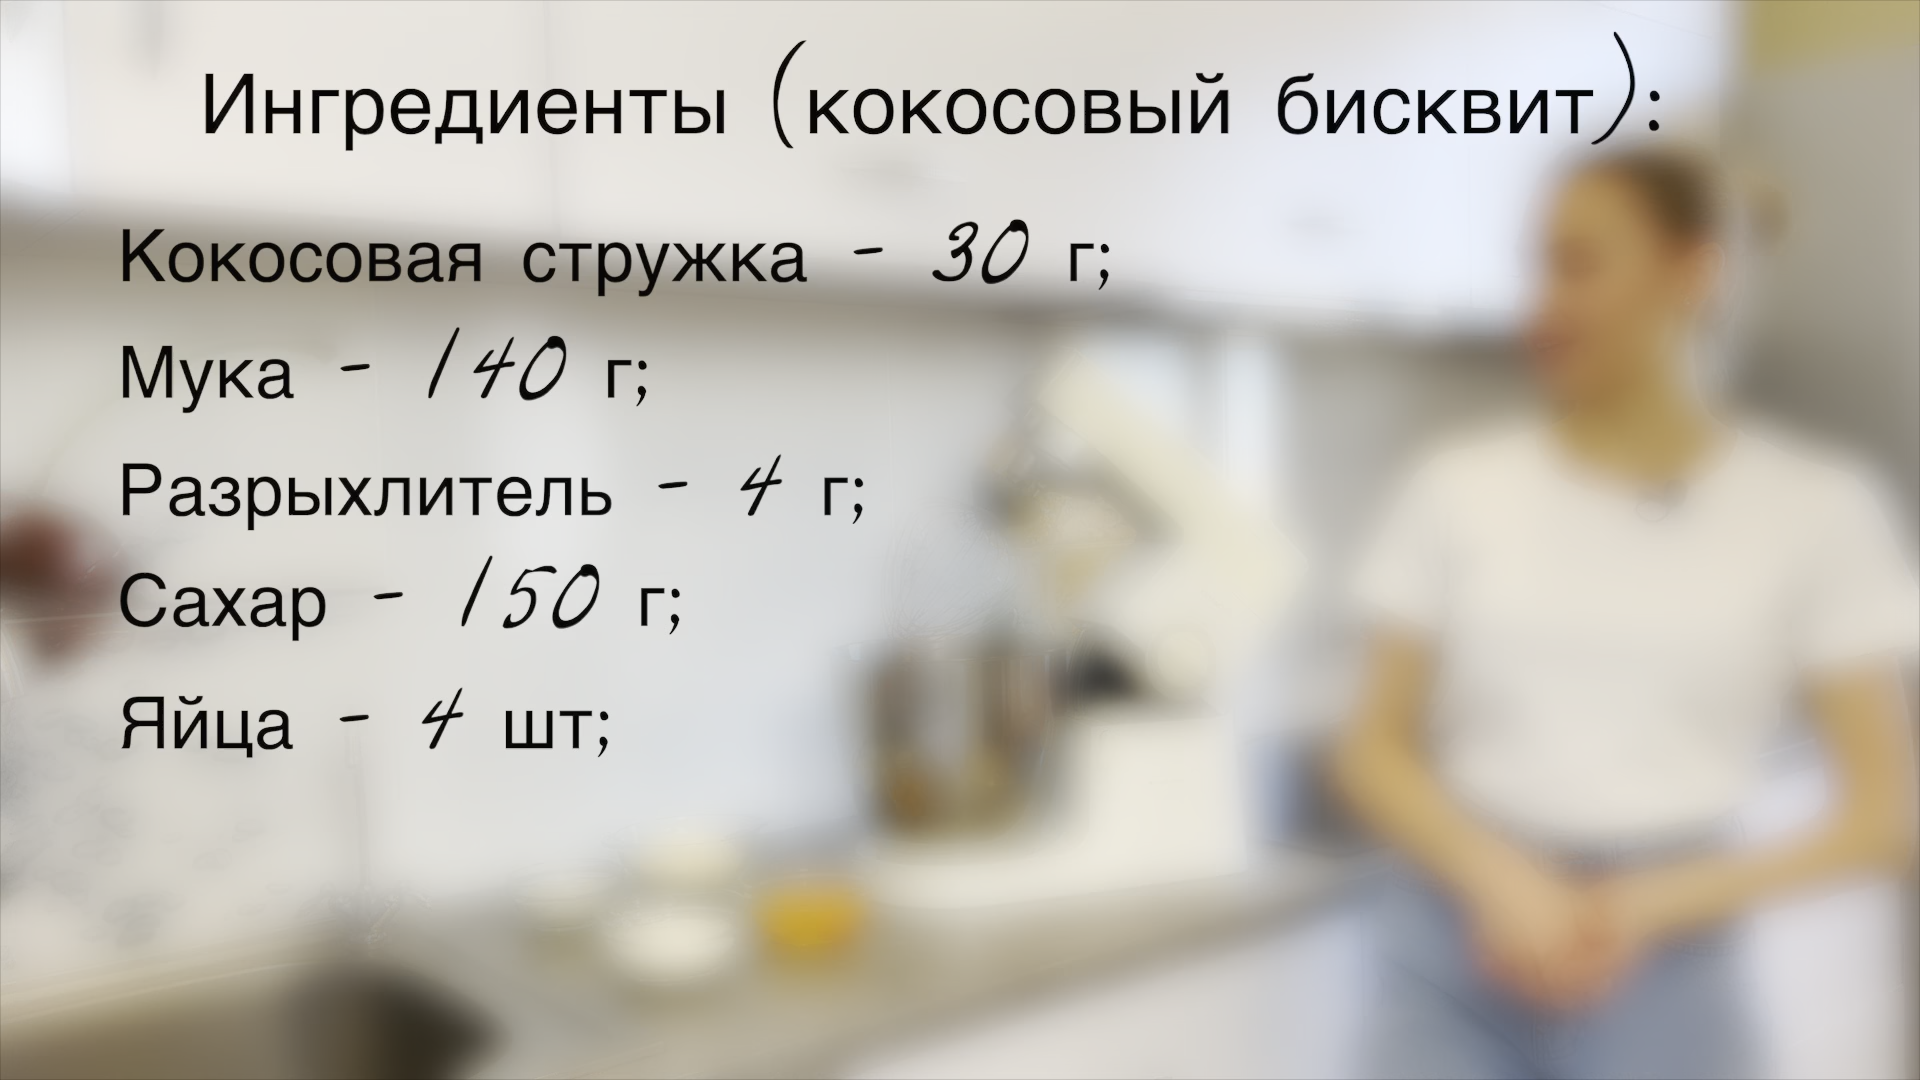 Ингредиенты (кокосовый бисквит):
Кокосовая стружка - 30 г;
Мука - 140 г;
Разрыхлитель - 4 г;
Сахар - 150 г;
Яйца - 4 шт;